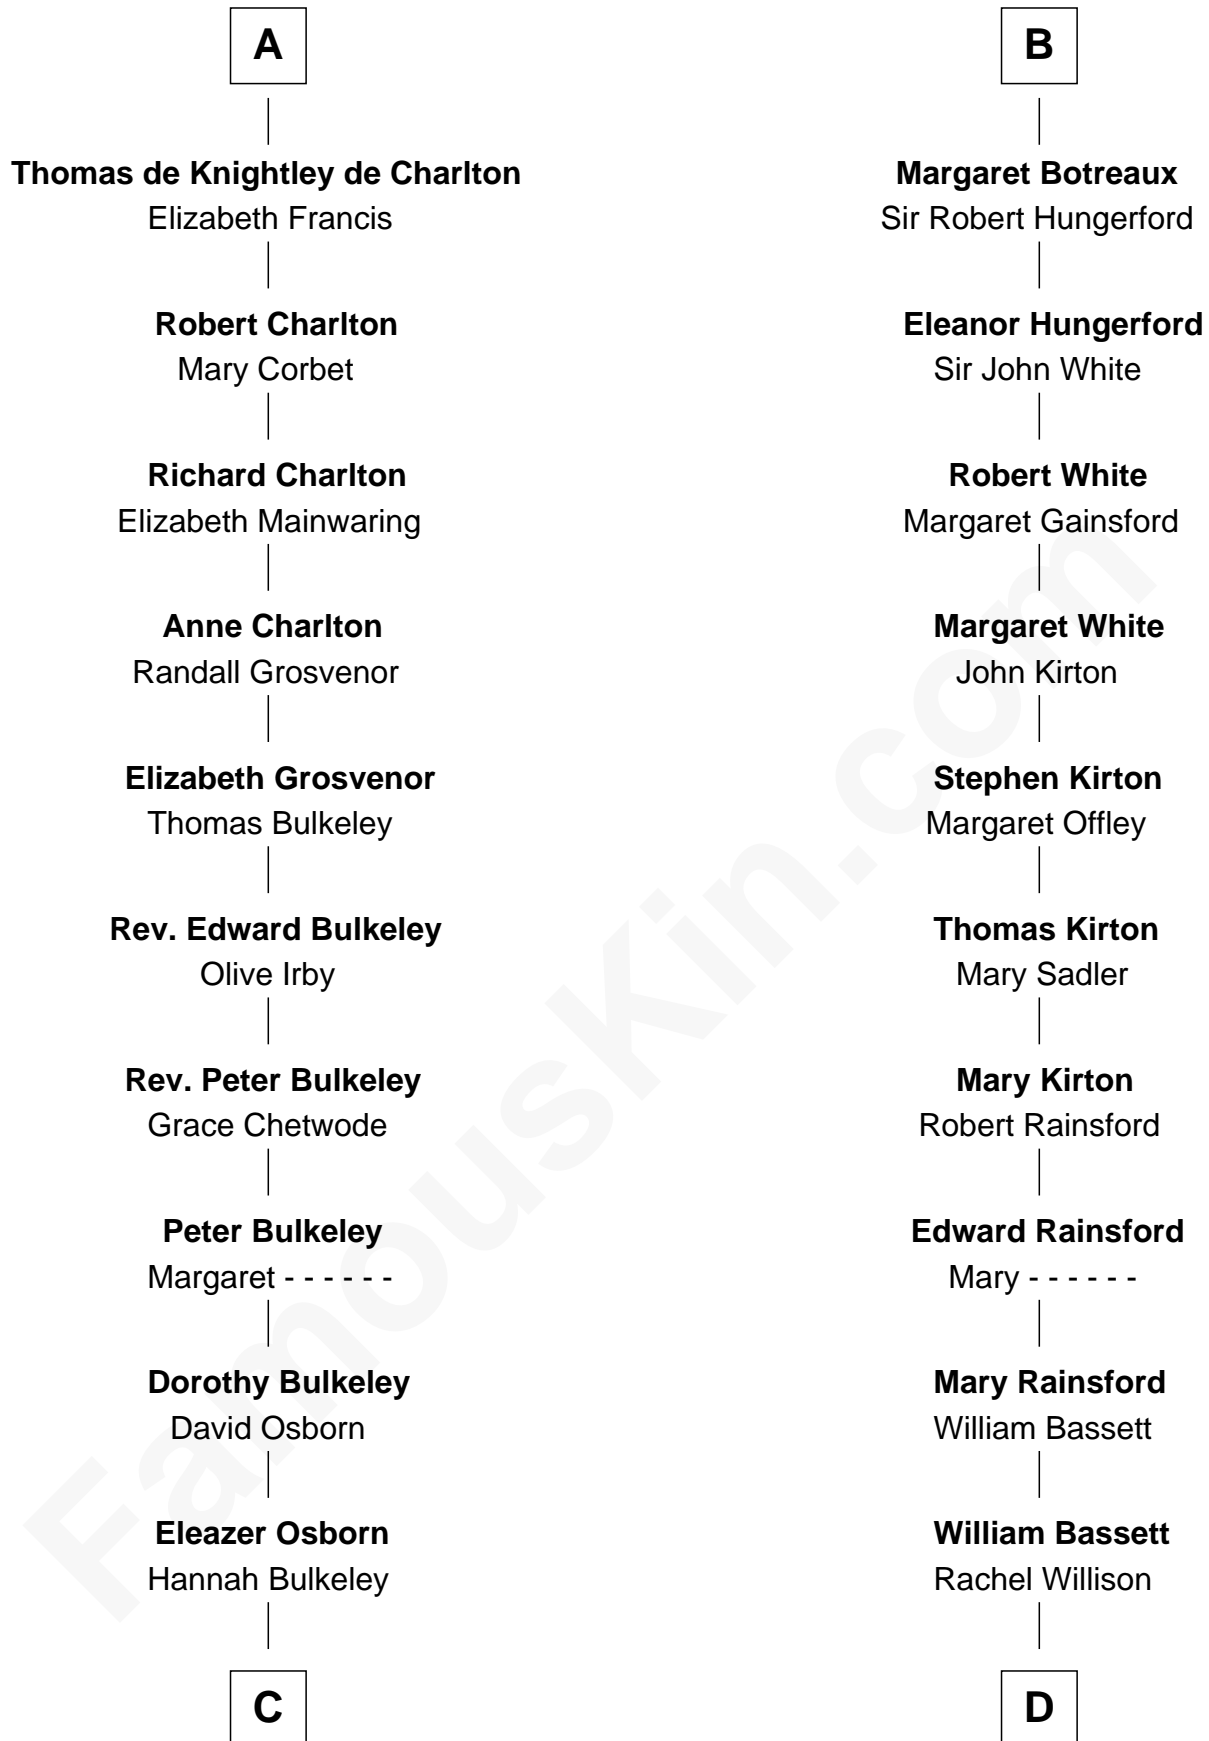 A
Thomas de Knightley de Charlton
Elizabeth Francis
Robert Charlton
Mary Corbet
Richard Charlton
Elizabeth Mainwaring
Anne Charlton
Randall Grosvenor
Elizabeth Grosvenor
Thomas Bulkeley
Rev. Edward Bulkeley
Olive Irby
Rev. Peter Bulkeley
Grace Chetwode
Peter Bulkeley
Margaret - - - - - -
Dorothy Bulkeley
David Osborn
Eleazer Osborn
Hannah Bulkeley
C
B
Margaret Botreaux
Sir Robert Hungerford
Eleanor Hungerford
Sir John White
Robert White
Margaret Gainsford
Margaret White
John Kirton
Stephen Kirton
Margaret Offley
Thomas Kirton
Mary Sadler
Mary Kirton
Robert Rainsford
Edward Rainsford
Mary - - - - - -
Mary Rainsford
William Bassett
William Bassett
Rachel Willison
D
FamousKin.com